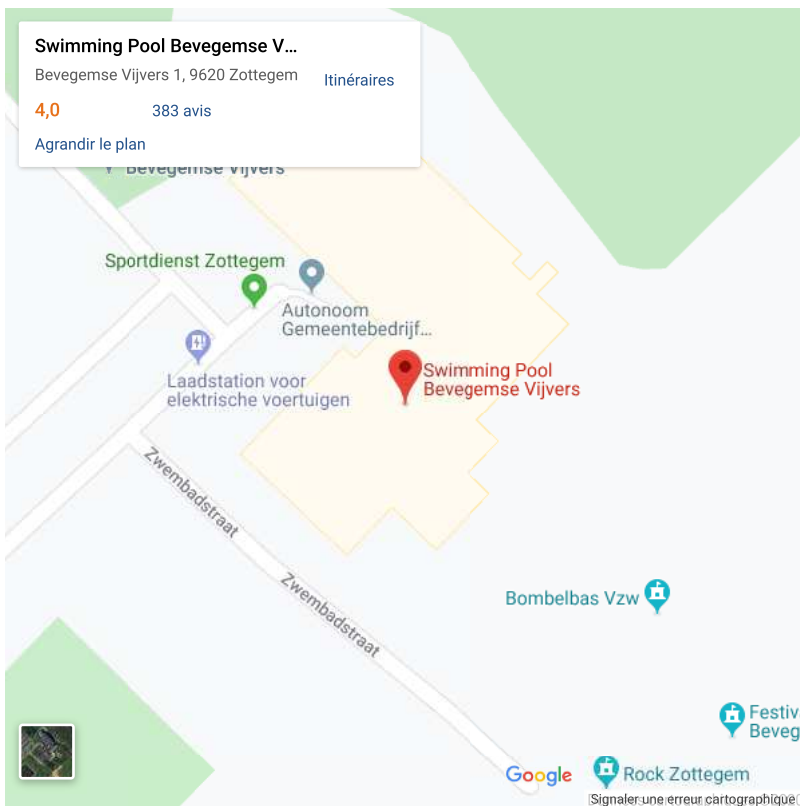 Swimming Pool Bevegemse V...
Bevegemse Vijvers 1, 9620 Zottegem
Itinéraires
4,0
383 avis
Agrandir le plan
Bevegemse Vijvers
Sportdienst Zottegem
Autonoom
Gemeentebedrijf...
Swimming Pool
Bevegemse Vijvers
Laadstation voor
elektrische voertuigen
Zwembadstraat
Zwembadstraat
Bombelbas Vzw
Festiv
Beveg
Google
Rock Zottegem
Signaler une erreur cartographique